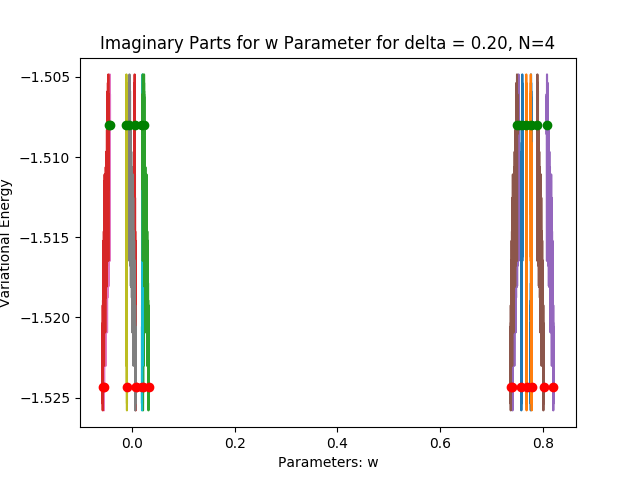 Imaginary Parts for w Parameter for delta = 0.20, N=4
Variational Energy
−1.505
−1.510
−1.515
−1.520
−1.525
0.0 0.2 0.4 0.6 0.8
Parameters: w